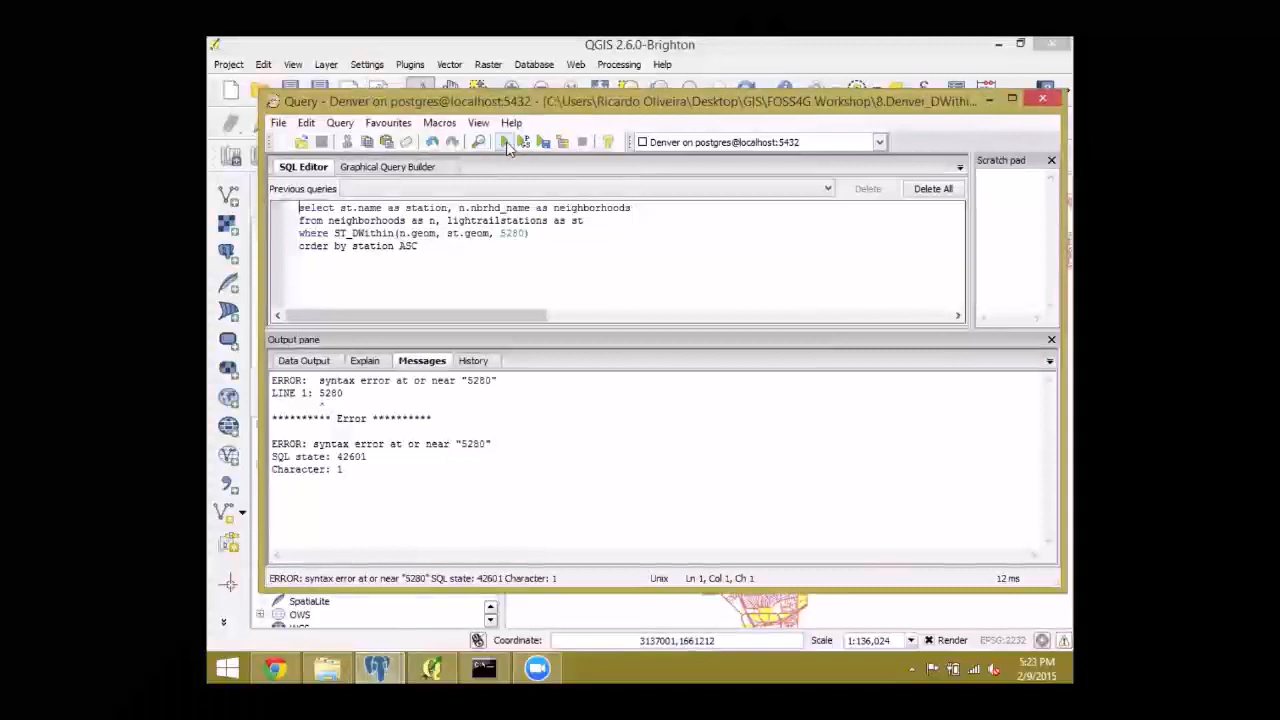 QGIS 2.6.0-Brighton
Project Edit View Layer Settings Plugins Vector Raster Database Web Processing Help
Query - Denver on postgres@localhost:5432 - [C:\Users\Ricardo Oliveira\Desktop\GIS\FOSS4G Workshop\8.Denver_DWithi...
File Edit Query Favourites Macros View Help
Denver on postgres@localhost:5432
SQL Editor Graphical Query Builder
Scratch pad
Previous queries Delete Delete All
select st.name as station, n.nbrhd_name as neighborhoods
from neighborhoods as n, lightrailstations as st
where ST_DWithin(n.geom, st.geom, 5280)
order by station ASC
Output pane
Data Output Explain Messages History
ERROR: syntax error at or near "5280"
LINE 1: 5280
^
********** Error **********
ERROR: syntax error at or near "5280"
SQL state: 42601
Character: 1
ERROR: syntax error at or near "5280" SQL state: 42601 Character: 1 Unix Ln 1, Col 1, Ch 1 12 ms
SpatiaLite
OWS
Coordinate: 3137001,1661212 Scale 1:136,024 Render EPSG:2232
5:23 PM
2/9/2015